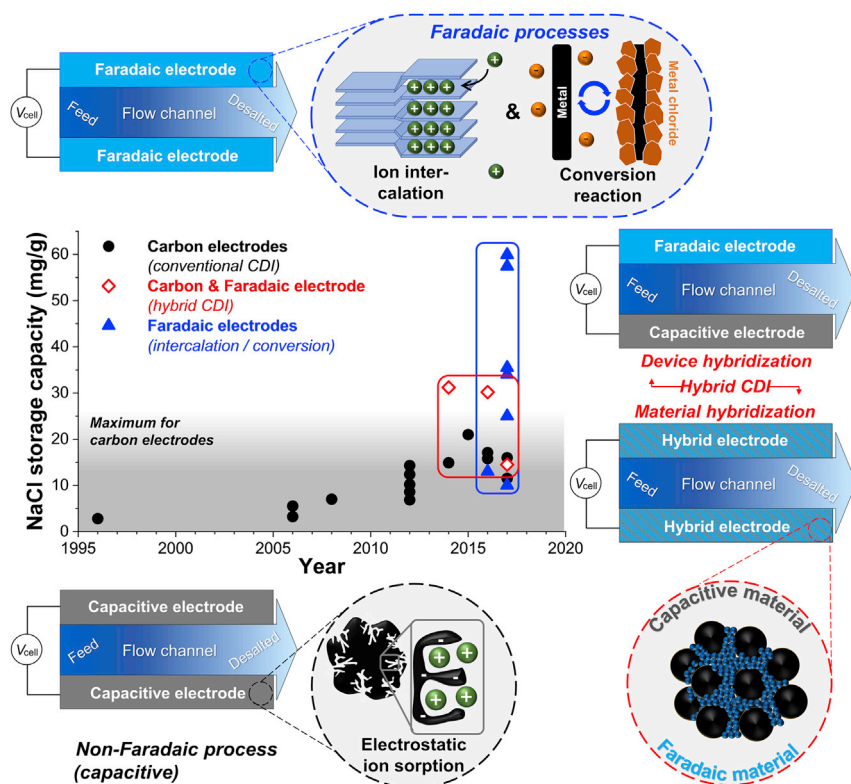 Faradaic processes
Faradaic electrode
Feed
Flow channel
Desalted
Faradaic electrode
Vcell
+
+++
+++
+++
+++
+
Ion inter-
calation
&
-
-
-
-
Metal
Metal chloride
Conversion
reaction
NaCl storage capacity (mg/g)
60
50
40
30
20
10
0
1995
2000
2005
2010
2015
2020
Year
Carbon electrodes
(conventional CDI)
Carbon & Faradaic electrode
(hybrid CDI)
Faradaic electrodes
(intercalation / conversion)
Maximum for
carbon electrodes
Faradaic electrode
Vcell
Feed
Flow channel
Desalted
Capacitive electrode
Device hybridization
Hybrid CDI
Material hybridization
Hybrid electrode
Vcell
Feed
Flow channel
Desalted
Hybrid electrode
Capacitive material
Faradaic material
Capacitive electrode
Vcell
Feed
Flow channel
Desalted
Capacitive electrode
Non-Faradaic process
(capacitive)
++
++
Electrostatic
ion sorption